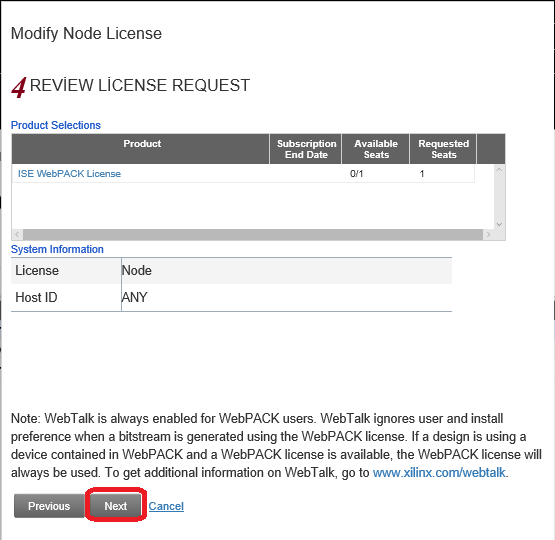 Modify Node License
4 REVİEW LİCENSE REQUEST
Product Selections
Product Subscription End Date Available Seats Requested Seats
ISE WebPACK License 0/1 1
System Information
License Node
Host ID ANY
Note: WebTalk is always enabled for WebPACK users. WebTalk ignores user and install
preference when a bitstream is generated using the WebPACK license. If a design is using a
device contained in WebPACK and a WebPACK license is available, the WebPACK license will
always be used. To get additional information on WebTalk, go to www.xilinx.com/webtalk.
Previous Next Cancel